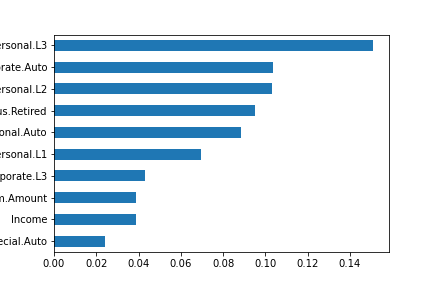 ersonal.L3
orate.Auto
ersonal.L2
us.Retired
onal.Auto
ersonal.L1
porate.L3
m.Amount
Income
ecial.Auto
0.00 0.02 0.04 0.06 0.08 0.10 0.12 0.14